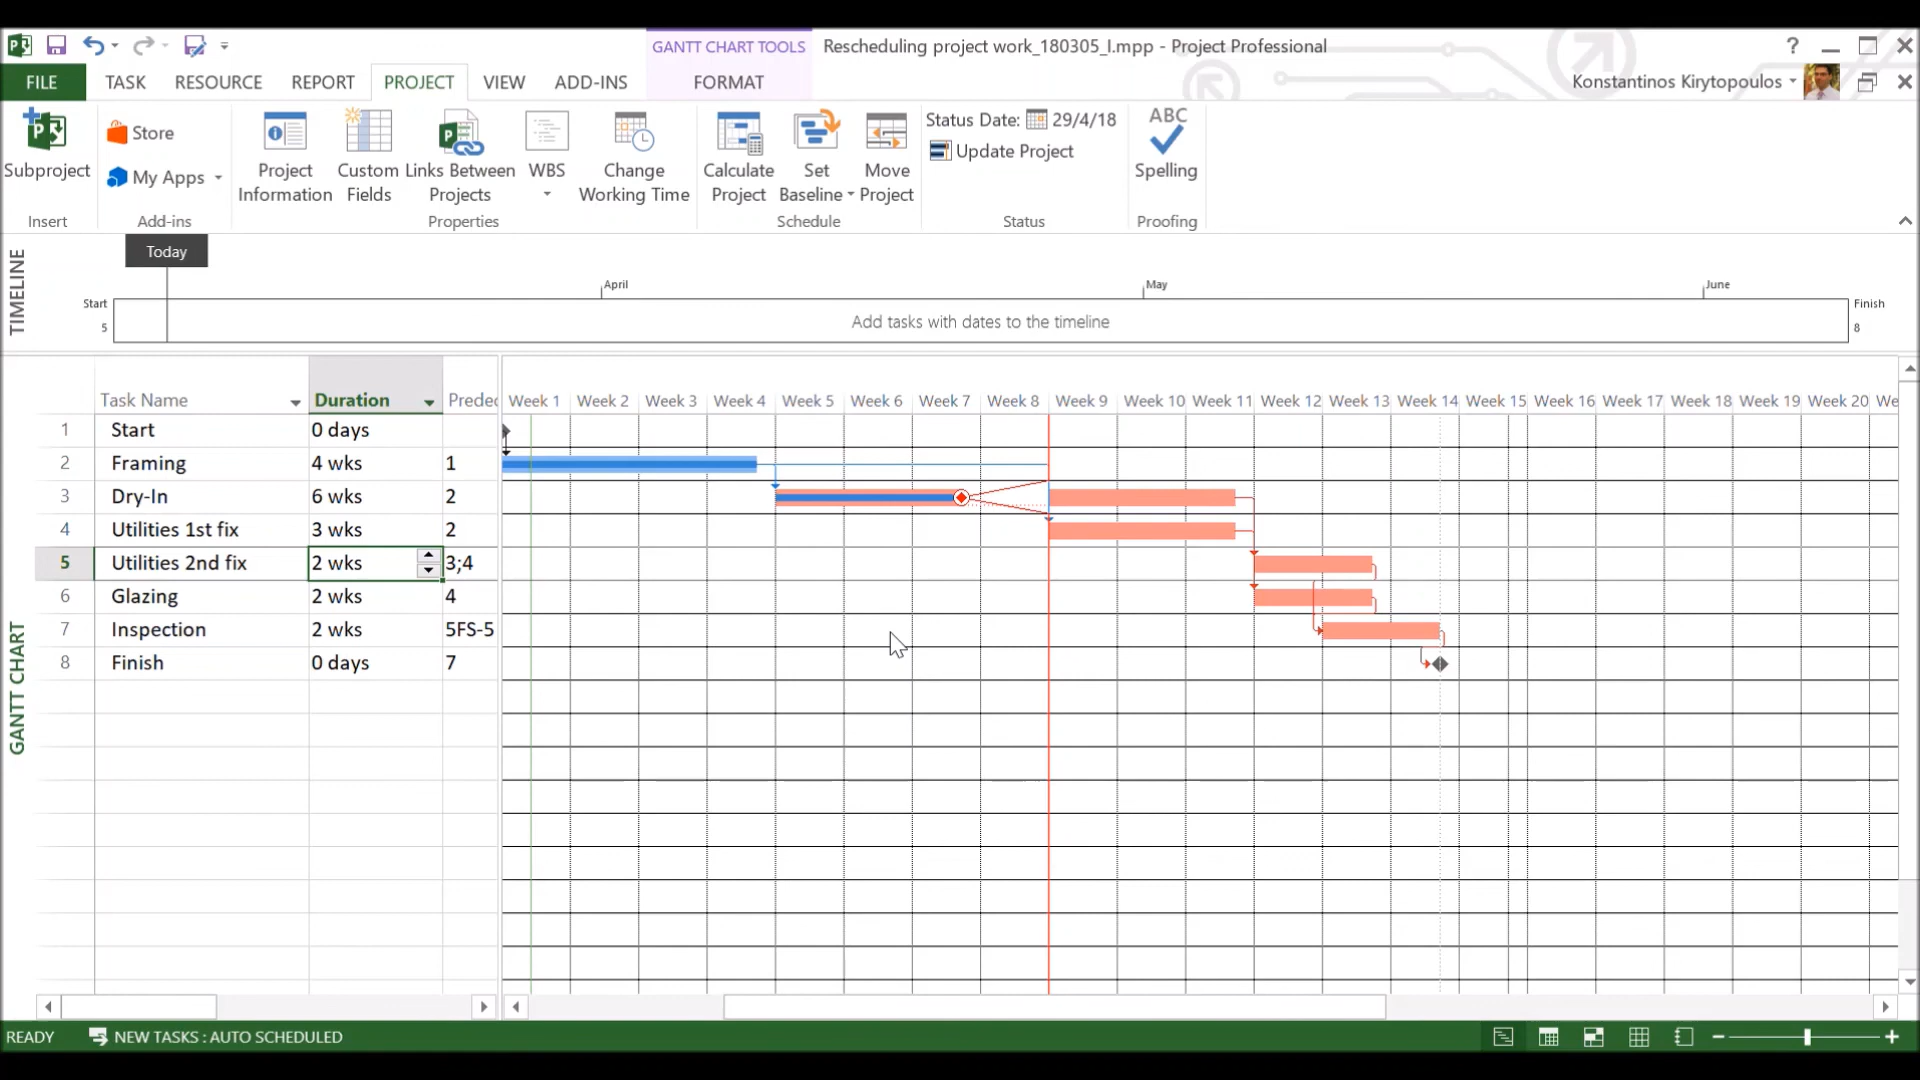 GANTT CHART TOOLS
Rescheduling project work_180305_I.mpp - Project Professional
?
FILE
TASK
RESOURCE
REPORT
PROJECT
VIEW
ADD-INS
FORMAT
Konstantinos Kirytopoulos
Subproject
Store
My Apps
Project Information
Custom Fields
Links Between Projects
WBS
Change Working Time
Calculate Project
Set Baseline
Move Project
Status Date: 29/4/18
Update Project
ABC
Spelling
Insert
Add-ins
Properties
Schedule
Status
Proofing
TIMELINE
Today
April
May
June
Start
5
Add tasks with dates to the timeline
Finish
8
GANTT CHART
Task Name Duration Predec
Week 1 Week 2 Week 3 Week 4 Week 5 Week 6 Week 7 Week 8 Week 9 Week 10 Week 11 Week 12 Week 13 Week 14 Week 15 Week 16 Week 17 Week 18 Week 19 Week 20 We
1 Start 0 days
2 Framing 4 wks 1
3 Dry-In 6 wks 2
4 Utilities 1st fix 3 wks 2
5 Utilities 2nd fix 2 wks 3;4
6 Glazing 2 wks 4
7 Inspection 2 wks 5FS-5
8 Finish 0 days 7
READY
NEW TASKS : AUTO SCHEDULED